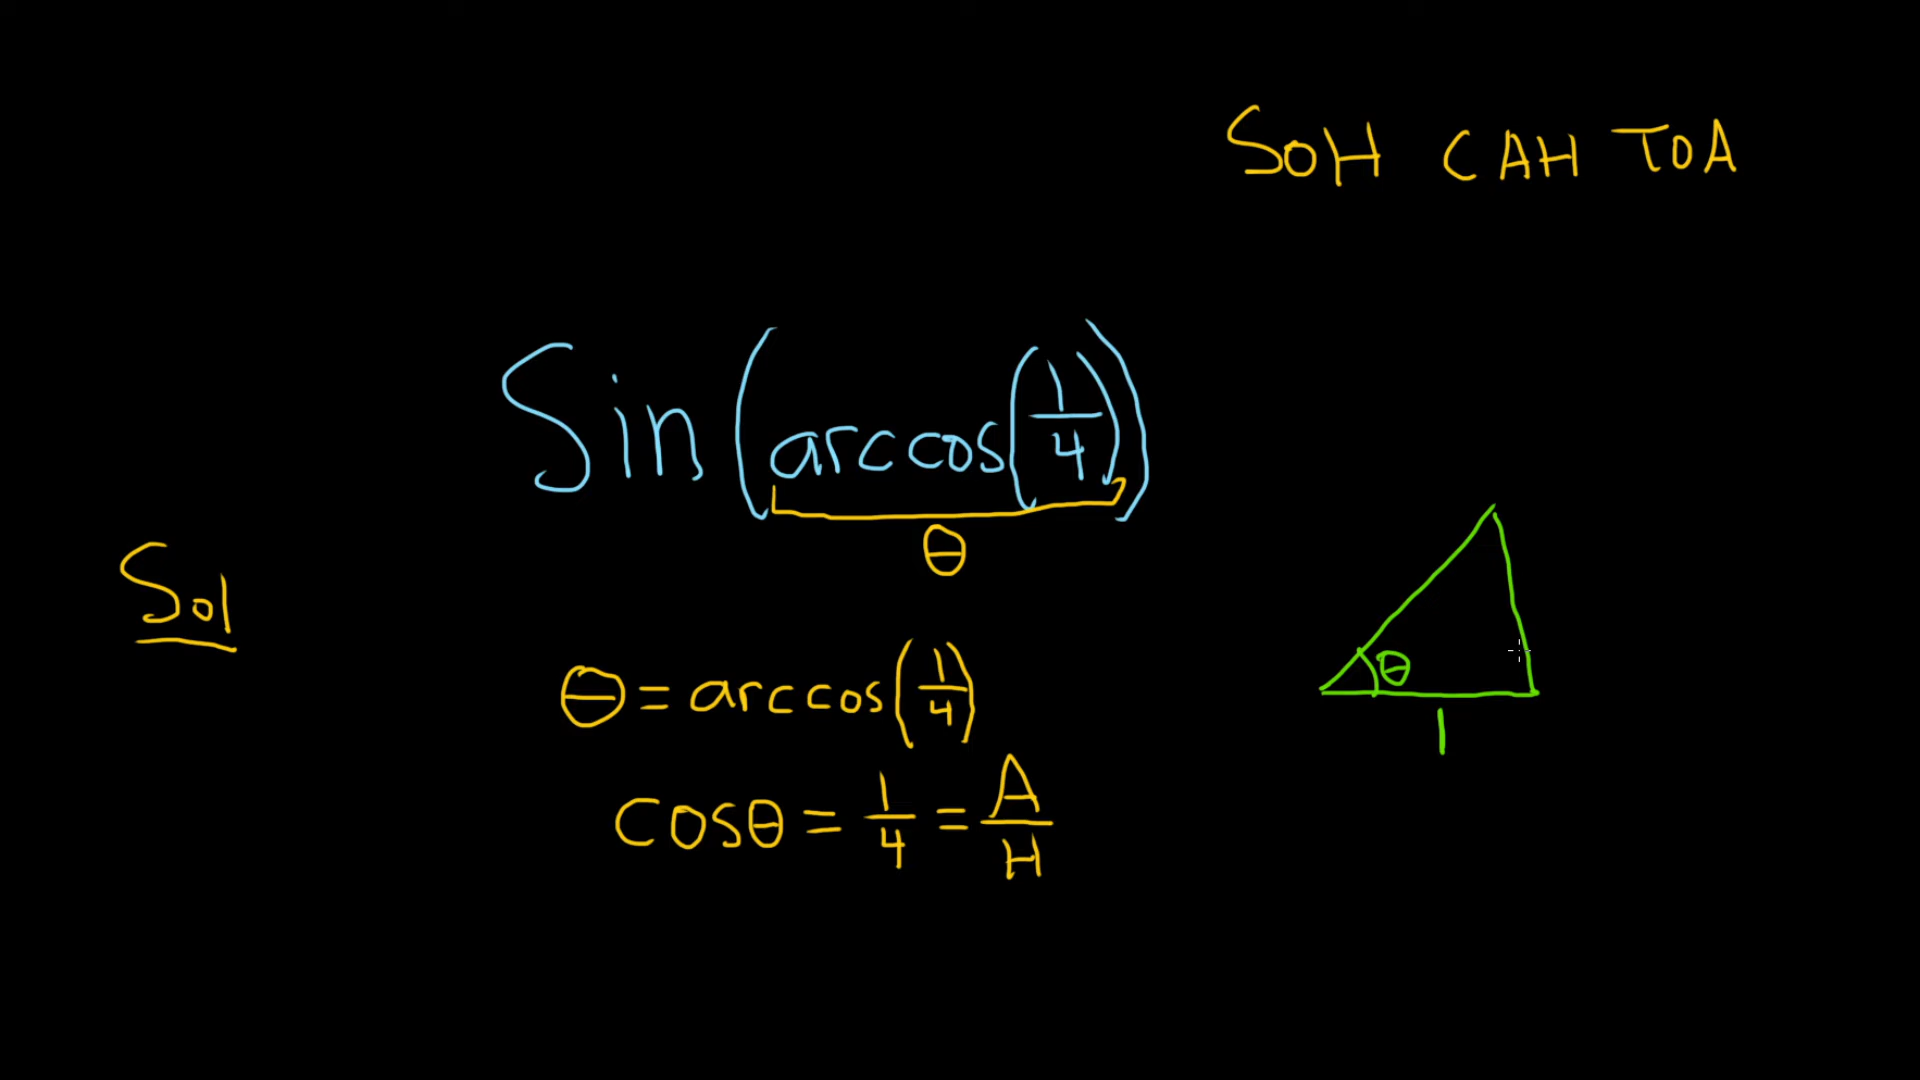 SOH CAH TOA
Sin(arccos(1/4))
θ
Sol
θ = arccos(1/4)
θ
1
cosθ = 1/4 = A/H